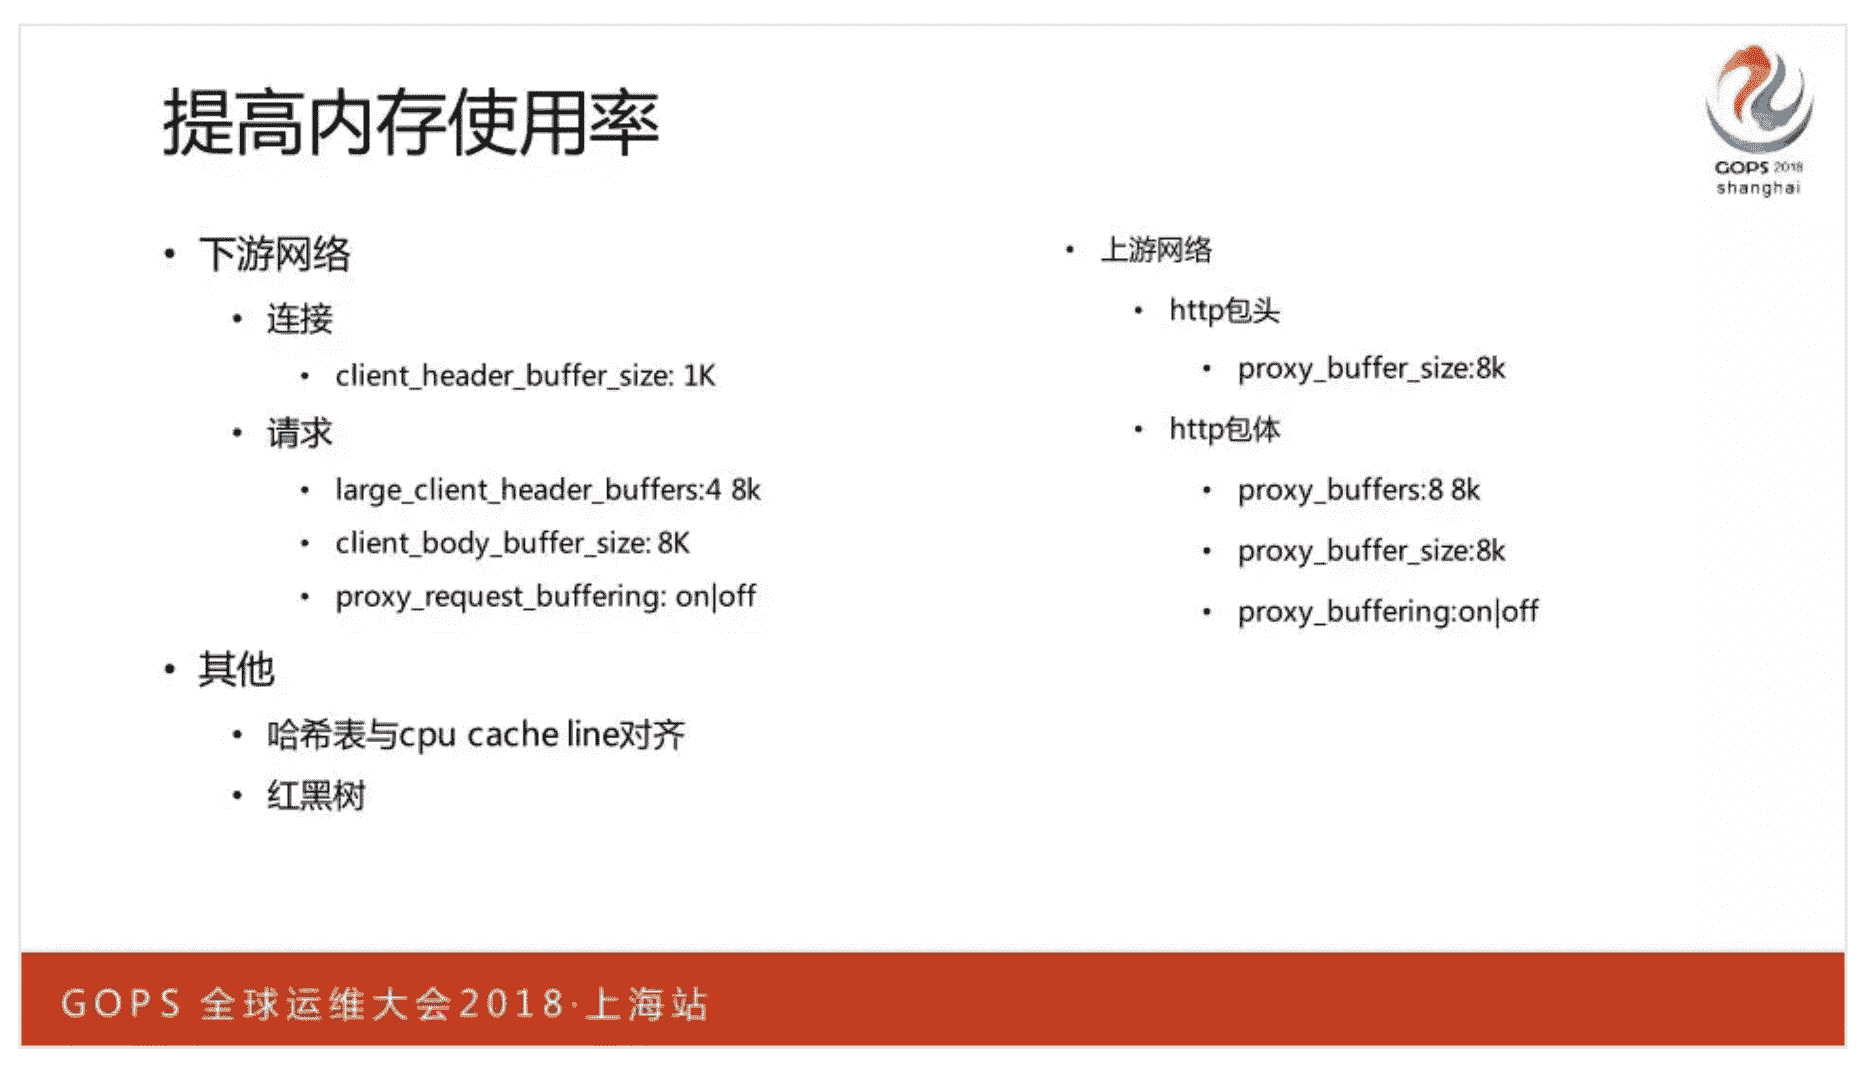 提高内存使用率
GOPS 2018
shanghai
• 下游网络
• 连接
• client_header_buffer_size: 1K
• 请求
• large_client_header_buffers:4 8k
• client_body_buffer_size: 8K
• proxy_request_buffering: on|off
• 其他
• 哈希表与cpu cache line对齐
• 红黑树
• 上游网络
• http包头
• proxy_buffer_size:8k
• http包体
• proxy_buffers:8 8k
• proxy_buffer_size:8k
• proxy_buffering:on|off
GOPS 全球运维大会2018·上海站